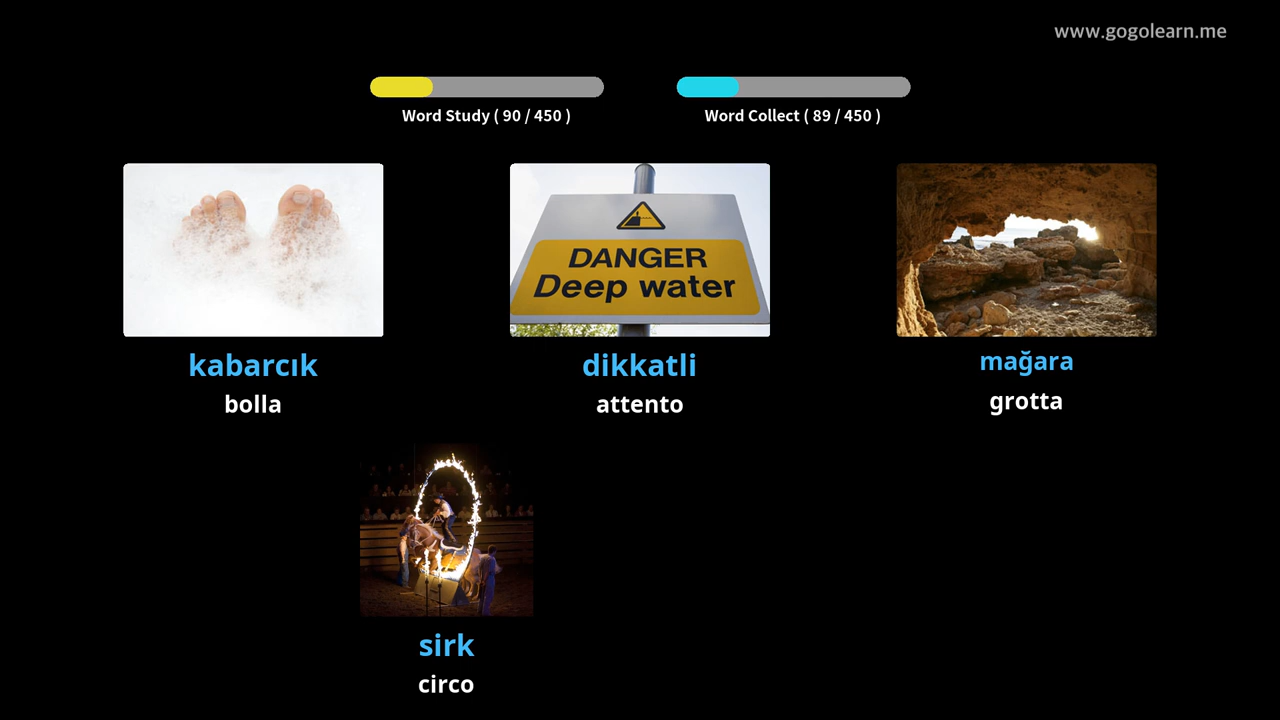 www.gogolearn.me
Word Study ( 90 / 450 )
Word Collect ( 89 / 450 )
DANGER
Deep water
kabarcık
dikkatli
mağara
bolla
attento
grotta
sirk
circo